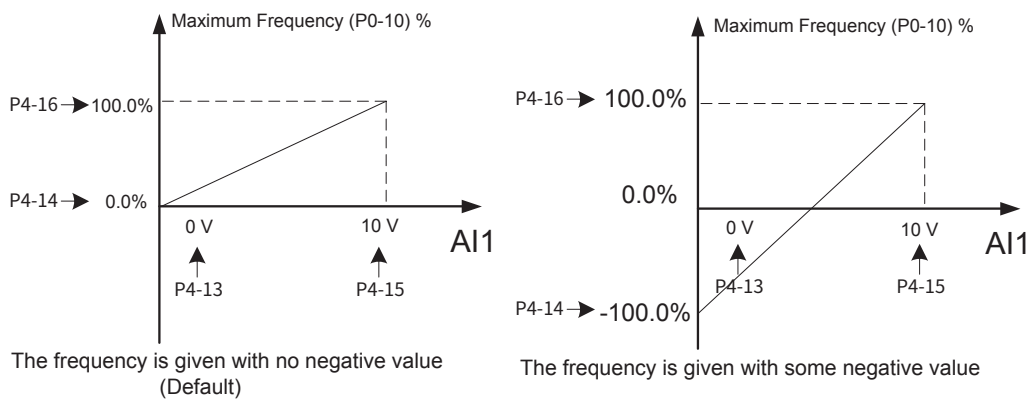 Maximum Frequency (P0-10) %
P4-16
100.0%
P4-14
0.0%
0 V
10 V
AI1
P4-13
P4-15
The frequency is given with no negative value
(Default)
Maximum Frequency (P0-10) %
P4-16
100.0%
0.0%
0 V
10 V
AI1
P4-13
P4-15
P4-14
-100.0%
The frequency is given with some negative value